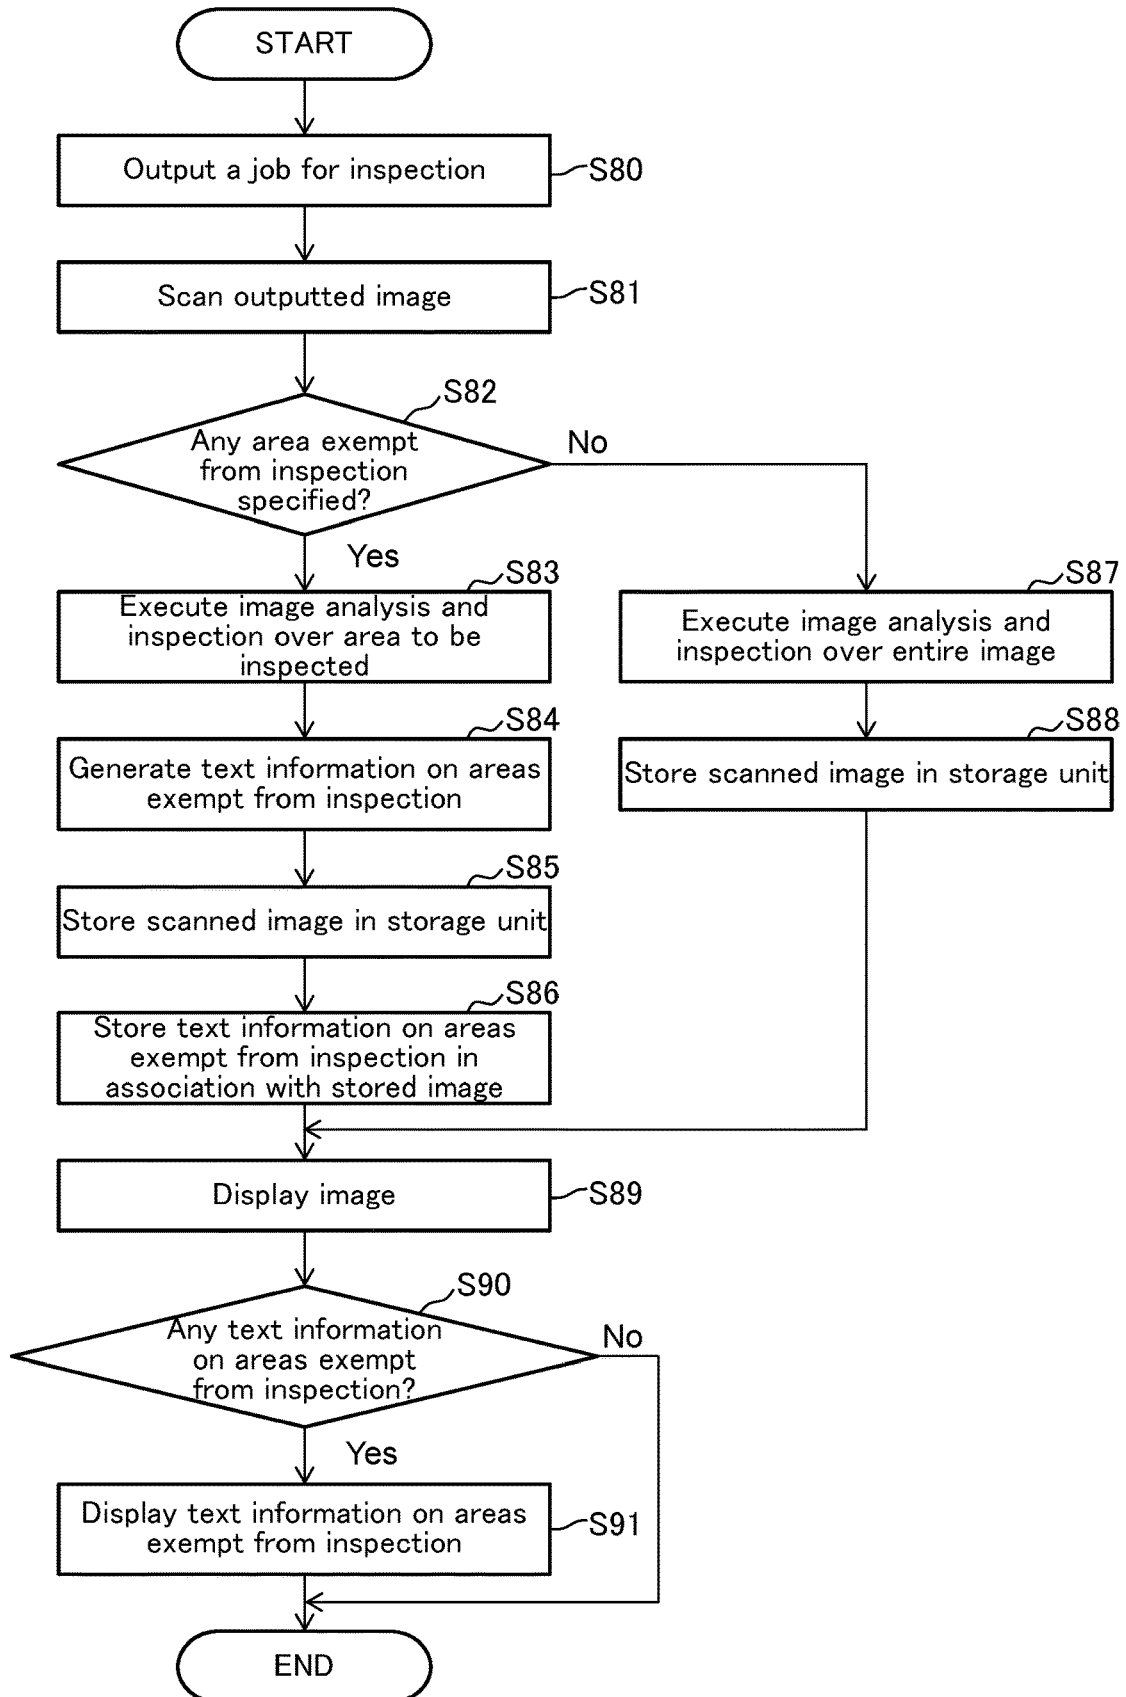 START
Output a job for inspection
S80
Scan outputted image
S81
S82
Any area exempt
from inspection
specified?
No
Yes
S83
Execute image analysis and
inspection over area to be
inspected
S87
Execute image analysis and
inspection over entire image
S84
Generate text information on areas
exempt from inspection
S88
Store scanned image in storage unit
S85
Store scanned image in storage unit
S86
Store text information on areas
exempt from inspection in
association with stored image
Display image
S89
S90
Any text information
on areas exempt
from inspection?
No
Yes
Display text information on areas
exempt from inspection
S91
END